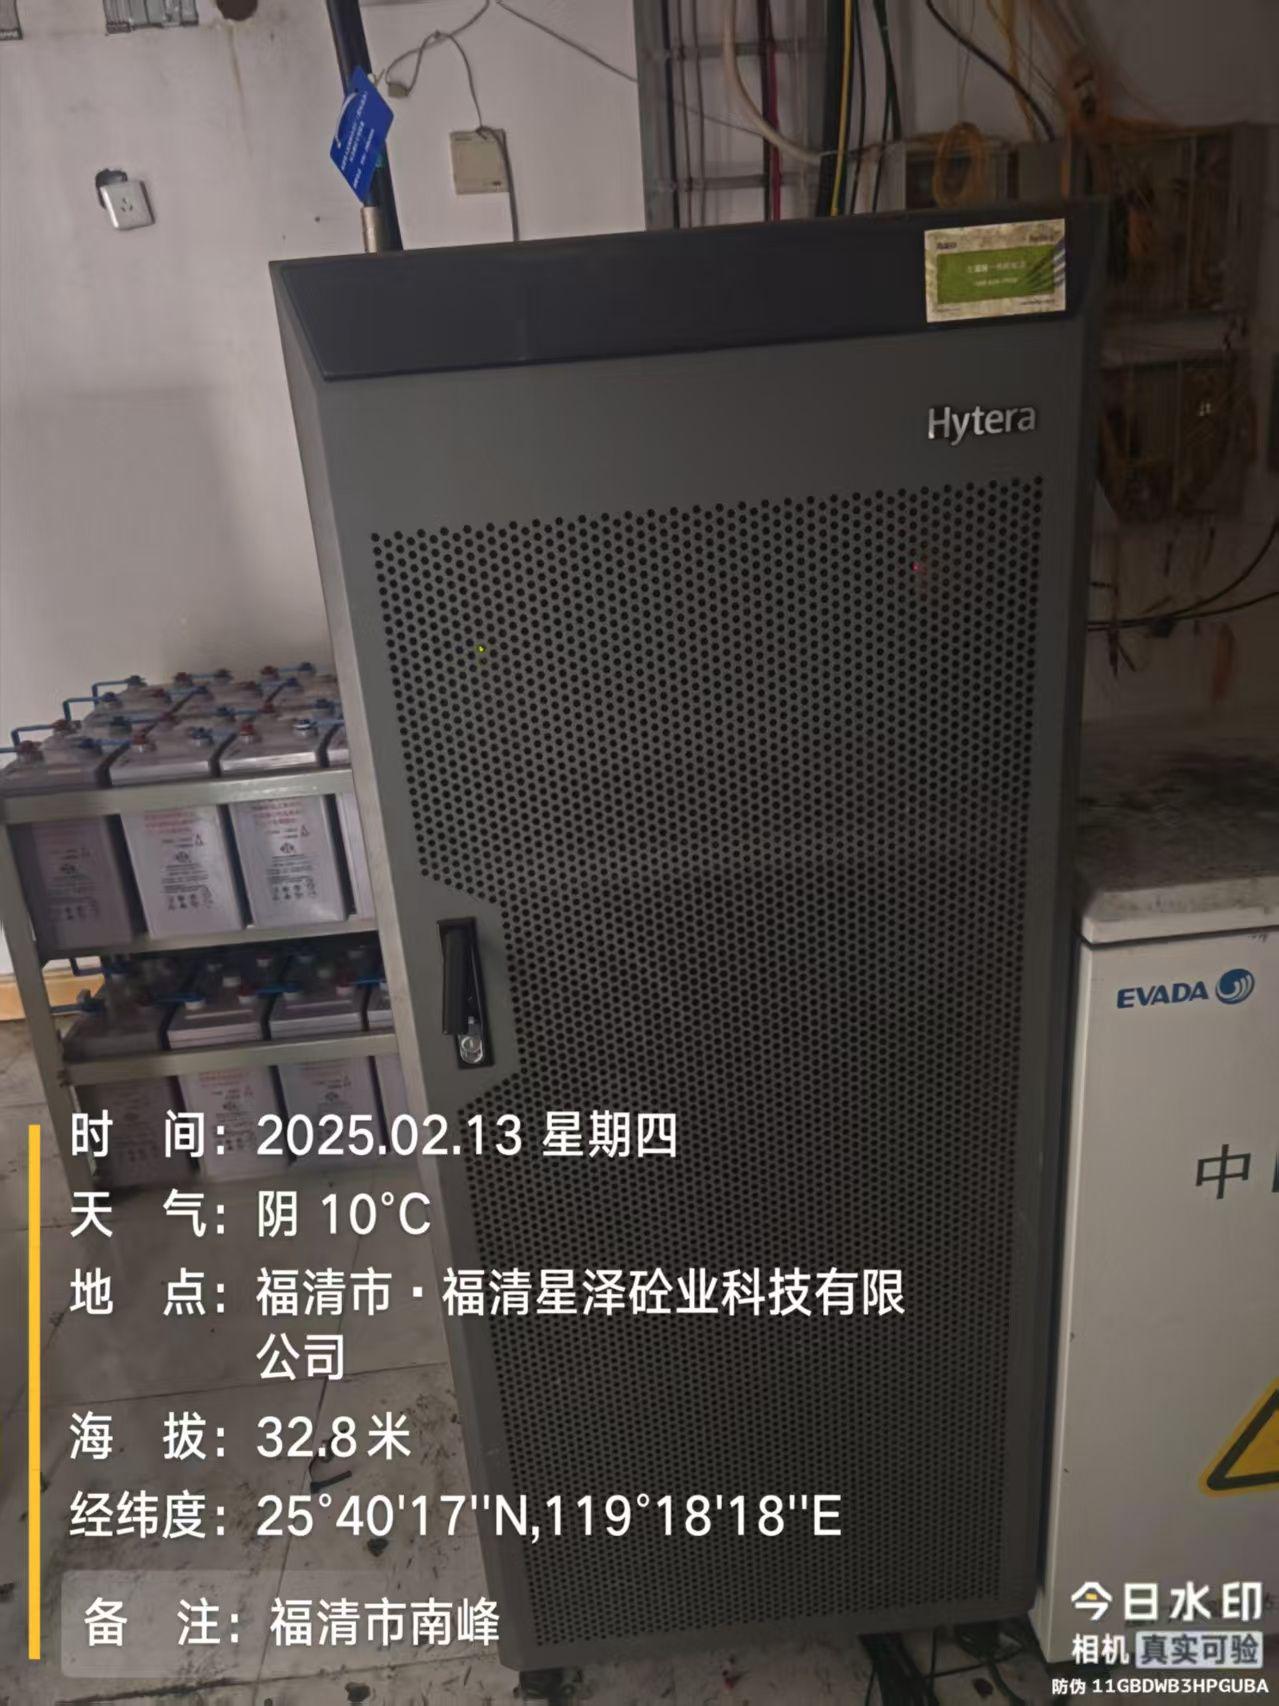 Hytera
EVADA
中
时 间：2025.02.13 星期四
天 气：阴 10°C
地 点：福清市·福清星泽砼业科技有限
公司
海 拔：32.8米
经纬度：25°40'17"N,119°18'18"E
备 注：福清市南峰
今日水印
相机 真实可验
防伪 11GBDWB3HPGUBA